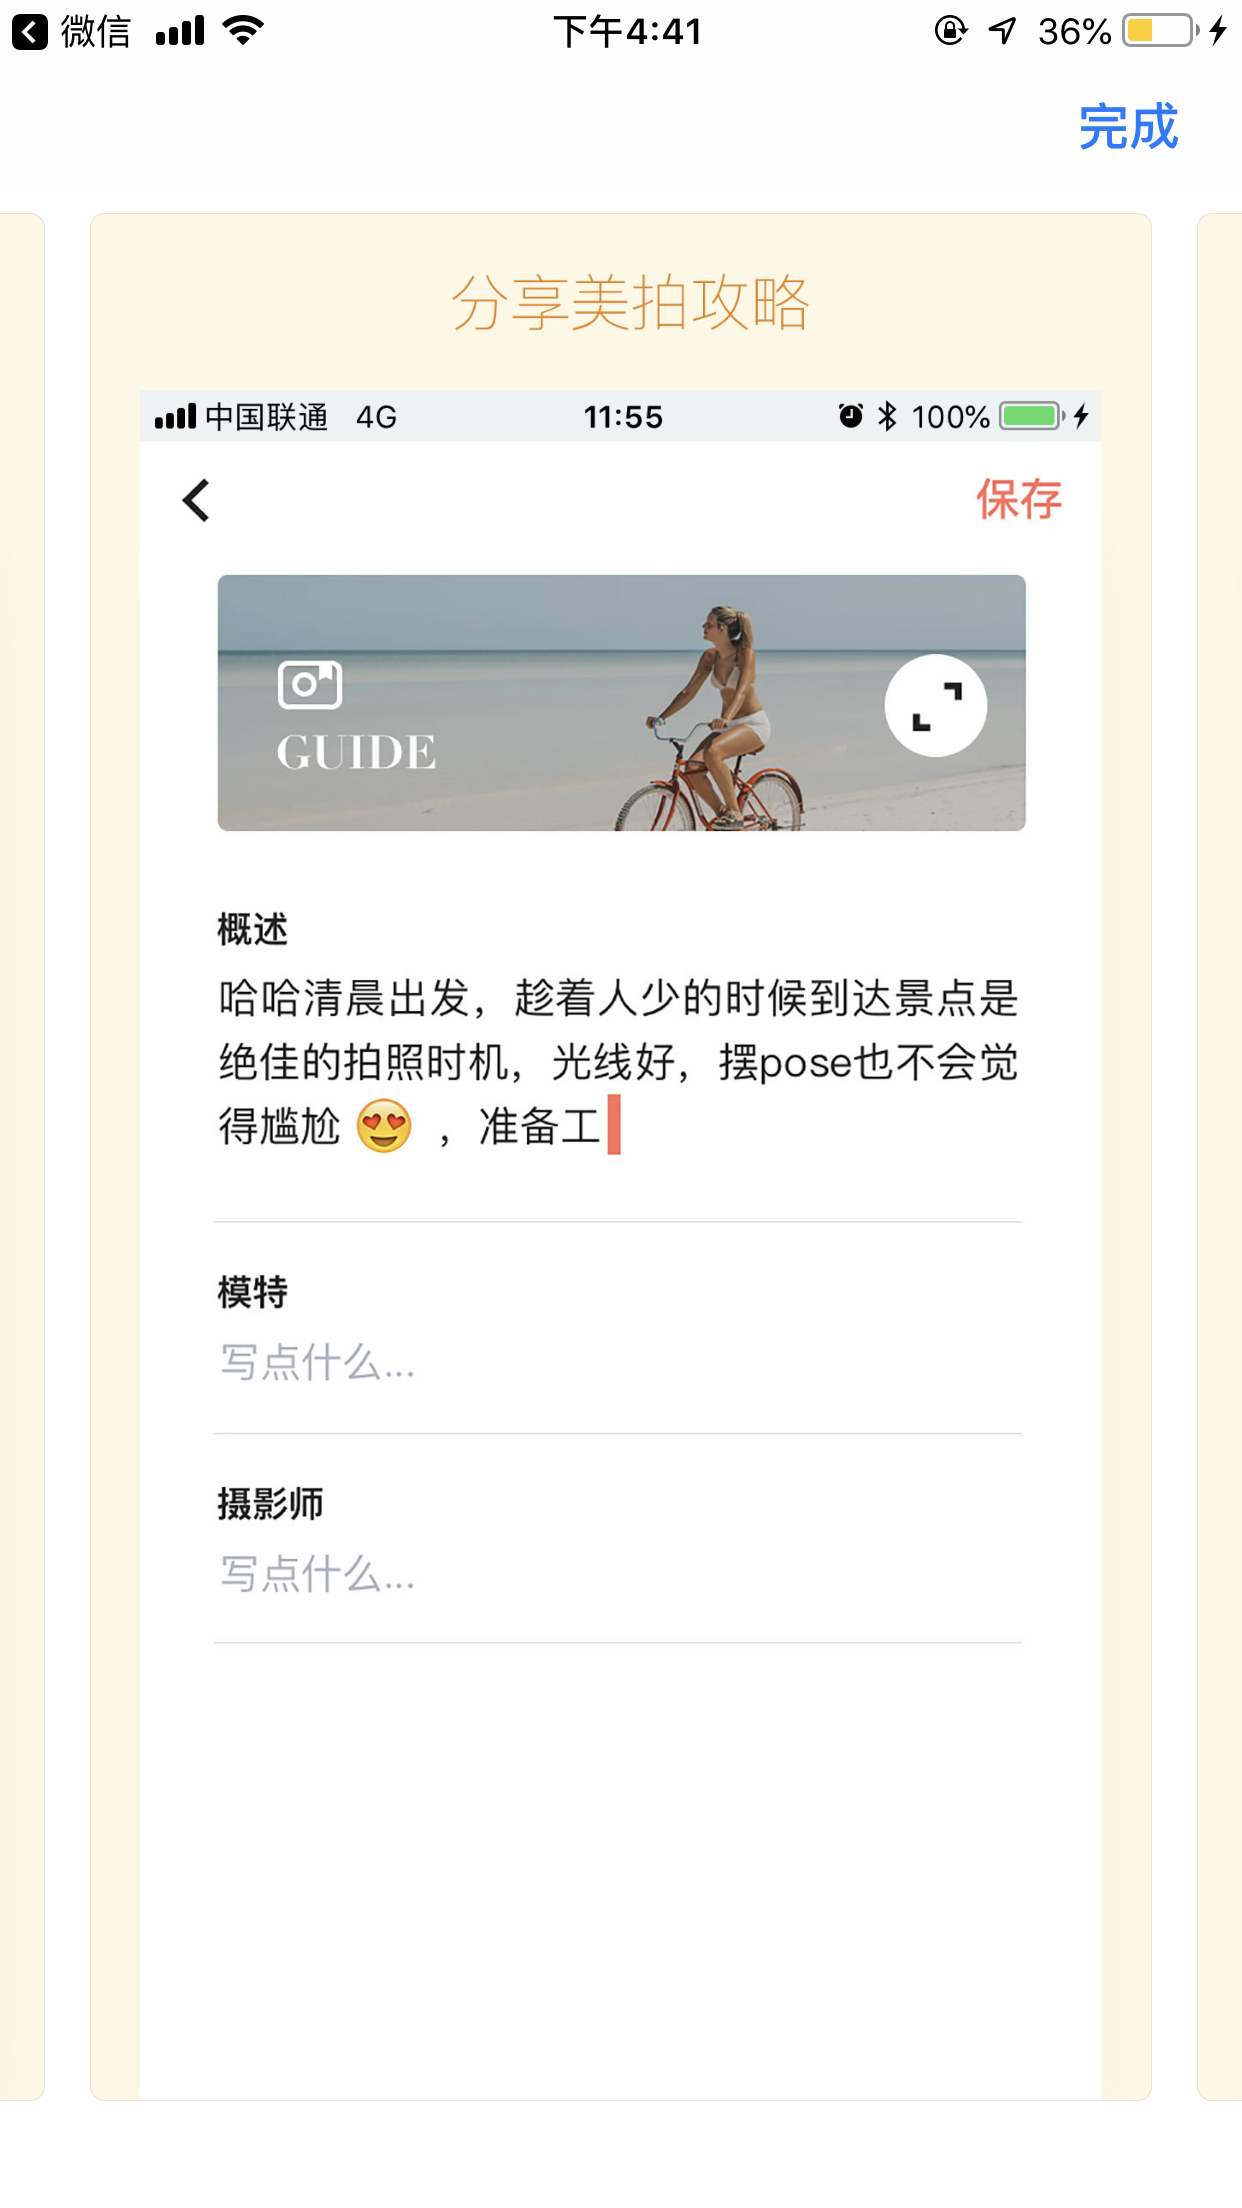 微信
下午4:41
36%
完成
分享美拍攻略
中国联通 4G
11:55
100%
保存
GUIDE
概述
哈哈清晨出发，趁着人少的时候到达景点是
绝佳的拍照时机，光线好，摆pose也不会觉
得尴尬 😍 ，准备工
模特
写点什么...
摄影师
写点什么...